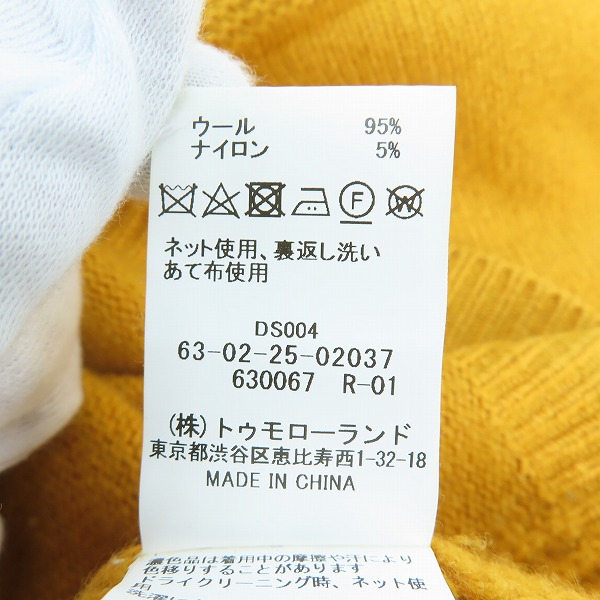 ウール 95%
ナイロン 5%
F W
ネット使用、裏返し洗い
あて布使用
DS004
63-02-25-02037
630067 R-01
(株)トゥモローランド
東京都渋谷区恵比寿西1-32-18
MADE IN CHINA
濃色品は着用中の摩擦や汗により
色移りすることがあります
ドライクリーニング時、ネット使
用